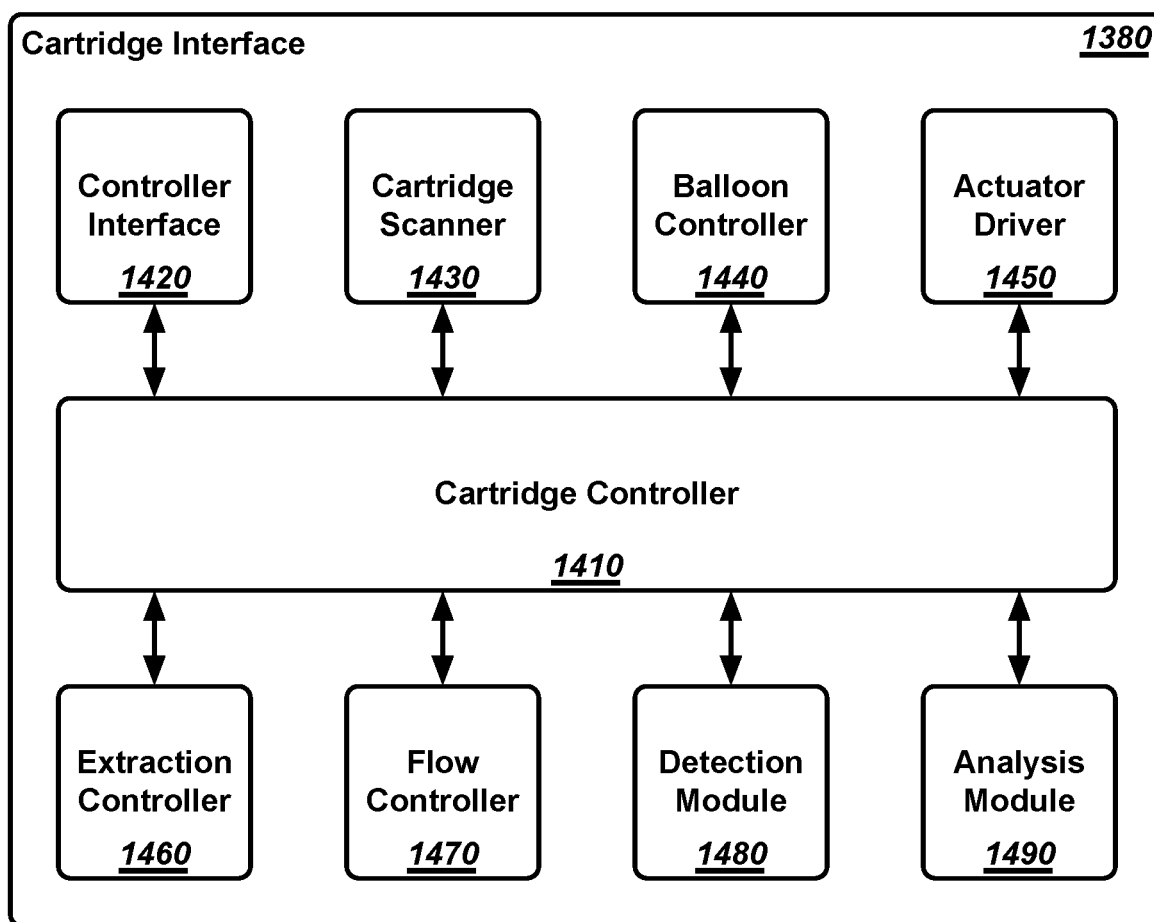 Cartridge Interface
1380
Controller
Interface
1420
Cartridge
Scanner
1430
Balloon
Controller
1440
Actuator
Driver
1450
Cartridge Controller
1410
Extraction
Controller
1460
Flow
Controller
1470
Detection
Module
1480
Analysis
Module
1490